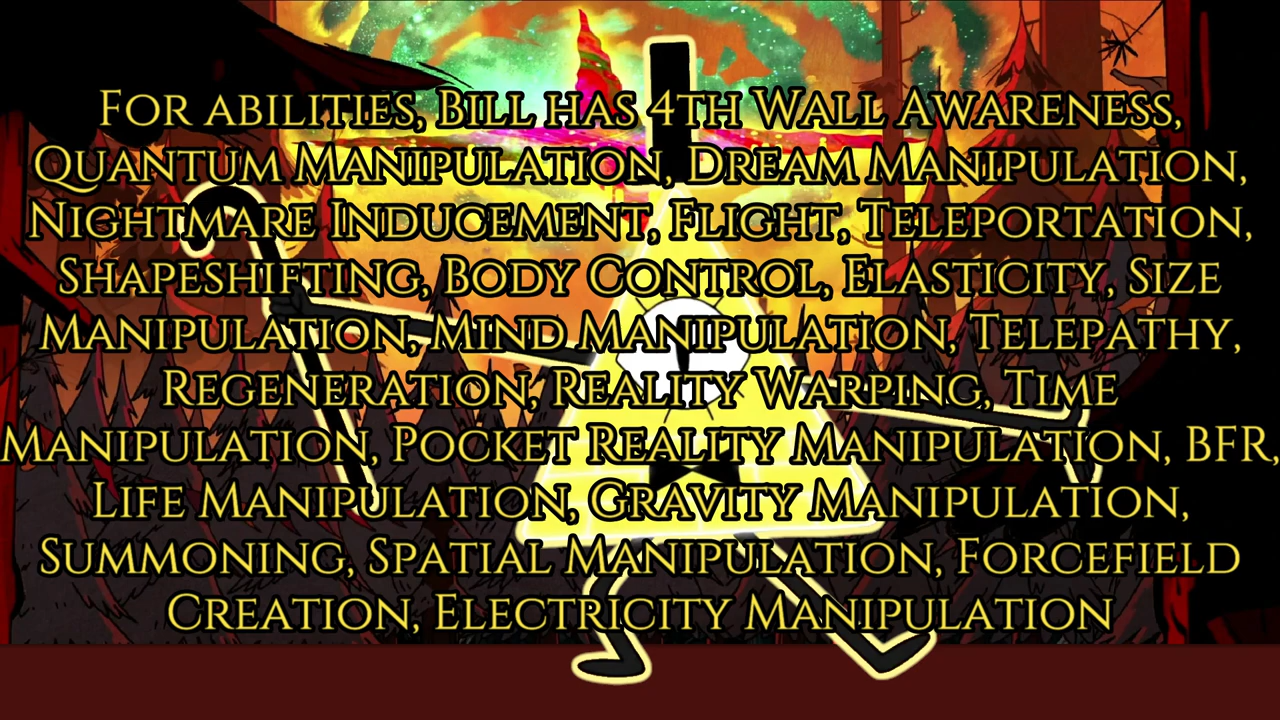 For abilities, Bill has 4th Wall Awareness,
Quantum Manipulation, Dream Manipulation,
Nightmare Inducement, Flight, Teleportation,
Shapeshifting, Body Control, Elasticity, Size
Manipulation, Mind Manipulation, Telepathy,
Regeneration, Reality Warping, Time
Manipulation, Pocket Reality Manipulation, BFR,
Life Manipulation, Gravity Manipulation,
Summoning, Spatial Manipulation, Forcefield
Creation, Electricity Manipulation